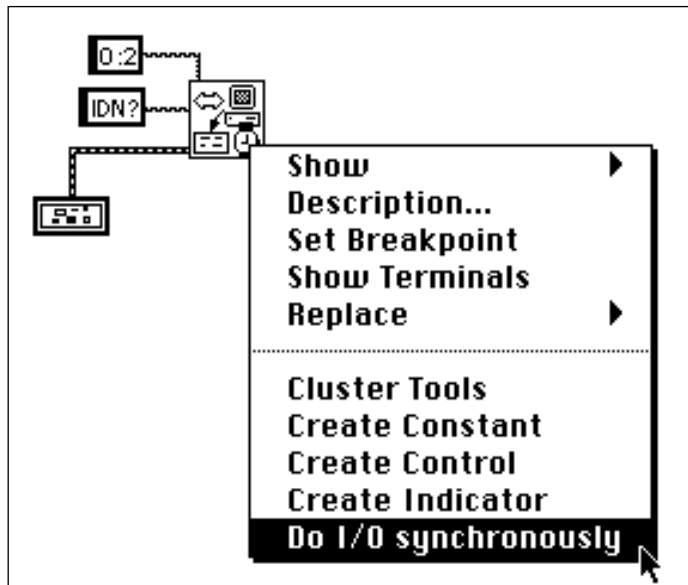 0:2
IDN?
Show
Description...
Set Breakpoint
Show Terminals
Replace
Cluster Tools
Create Constant
Create Control
Create Indicator
Do I/O synchronously